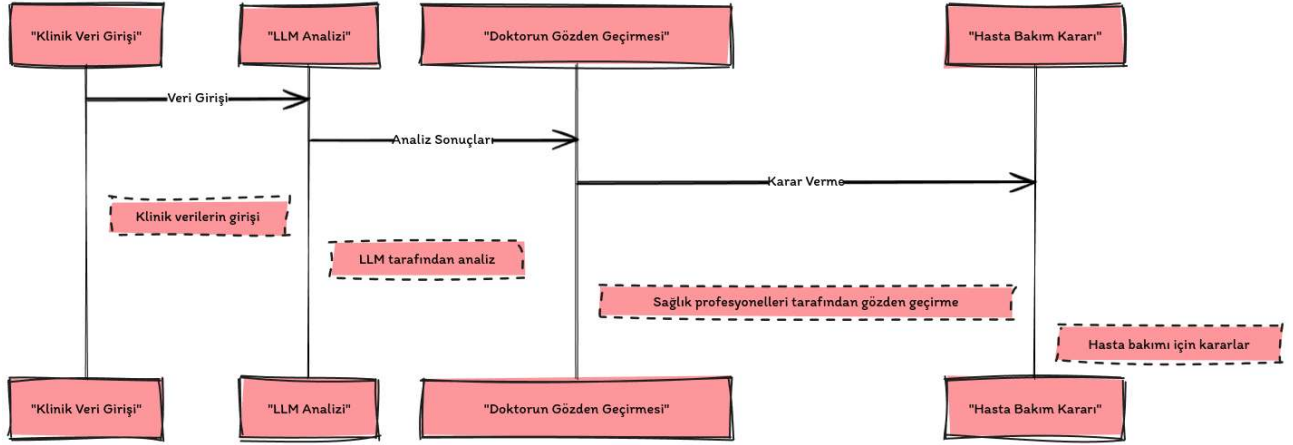 "Klinik Veri Girişi"
"LLM Analizi"
"Doktorun Gözden Geçirmesi"
"Hasta Bakım Kararı"
Veri Girişi
Analiz Sonuçları
Karar Verme
Klinik verilerin girişi
LLM tarafından analiz
Sağlık profesyonelleri tarafından gözden geçirme
Hasta bakımı için kararlar
"Klinik Veri Girişi"
"LLM Analizi"
"Doktorun Gözden Geçirmesi"
"Hasta Bakım Kararı"